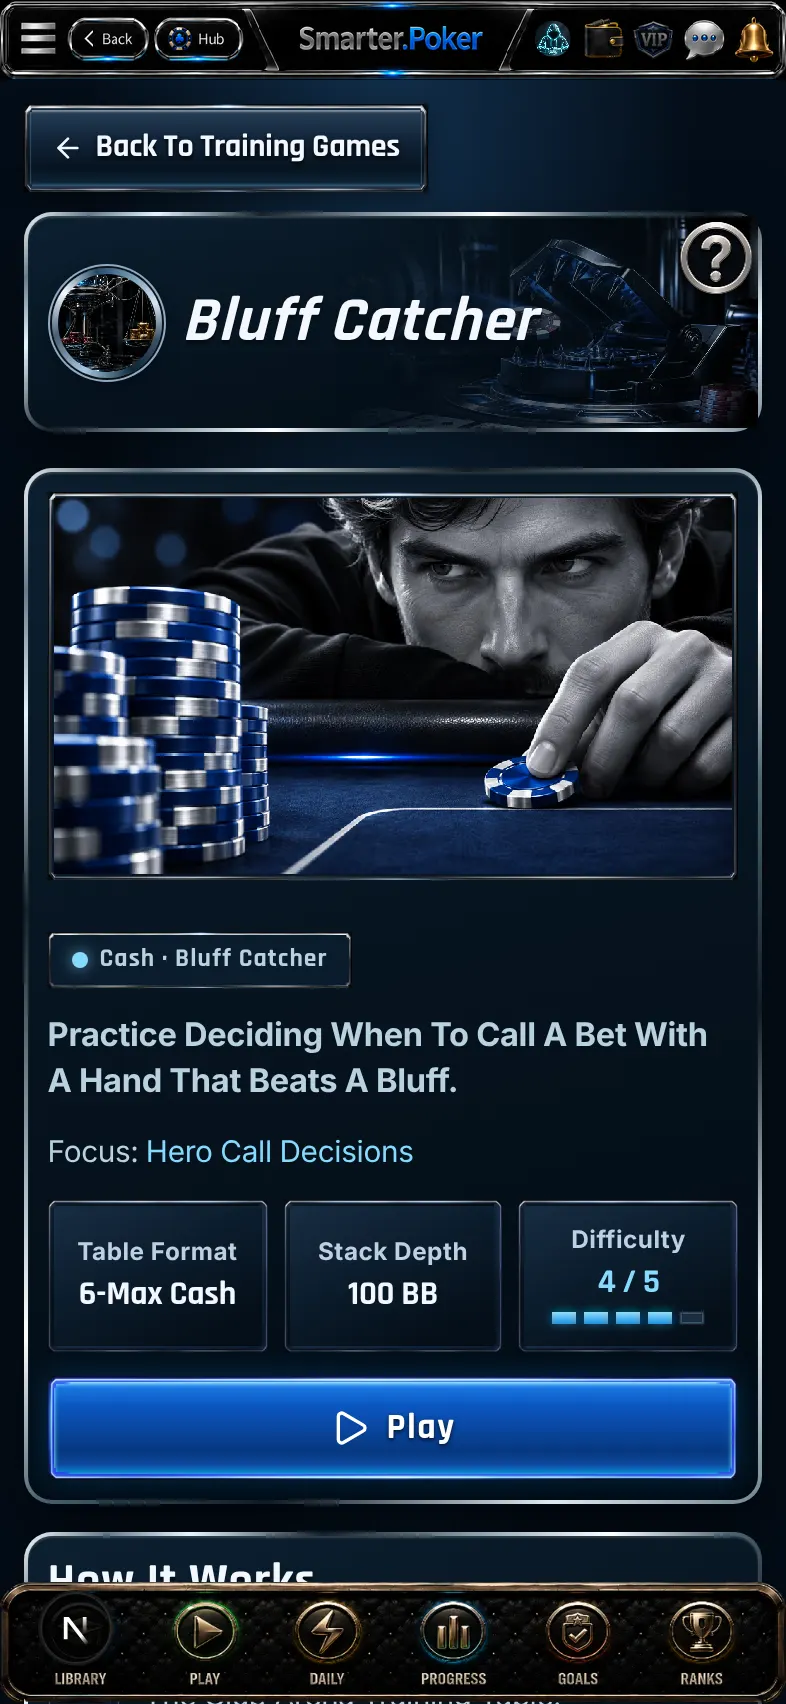 Back
Hub
Smarter.Poker
VIP
Back To Training Games
?
Bluff Catcher
Cash · Bluff Catcher
Practice Deciding When To Call A Bet With
A Hand That Beats A Bluff.
Focus: Hero Call Decisions
Table Format
6-Max Cash
Stack Depth
100 BB
Difficulty
4 / 5
Play
How It Works
N
LIBRARY
PLAY
DAILY
PROGRESS
GOALS
RANKS